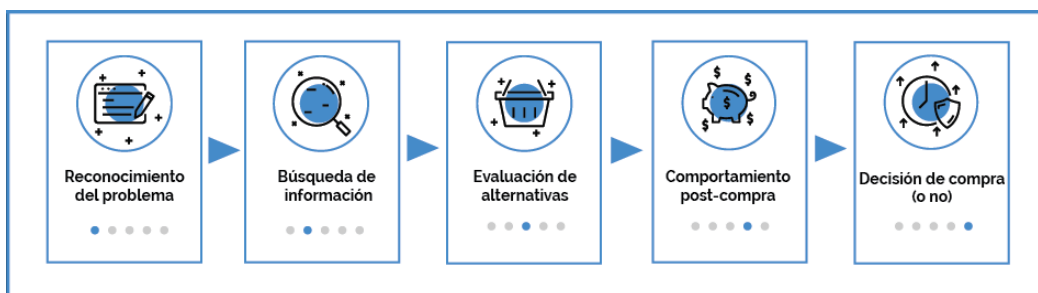 Reconocimiento
del problema
Búsqueda de
información
Evaluación de
alternativas
Comportamiento
post-compra
Decisión de compra
(o no)